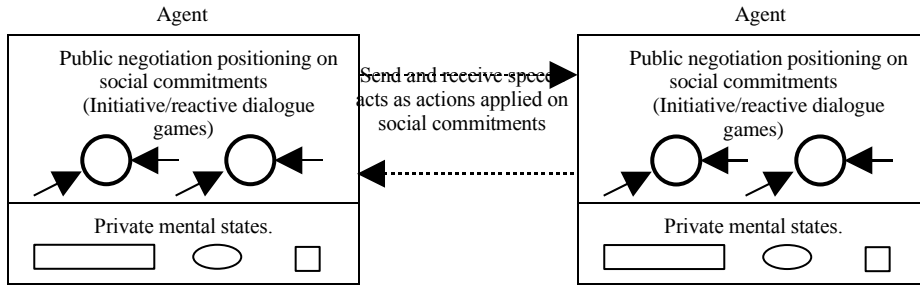 Agent
Agent
Public negotiation positioning on
social commitments
(Initiative/reactive dialogue
games)
Send and receive speech
acts as actions applied on
social commitments
Public negotiation positioning on
social commitments
(Initiative/reactive dialogue
games)
Private mental states.
Private mental states.